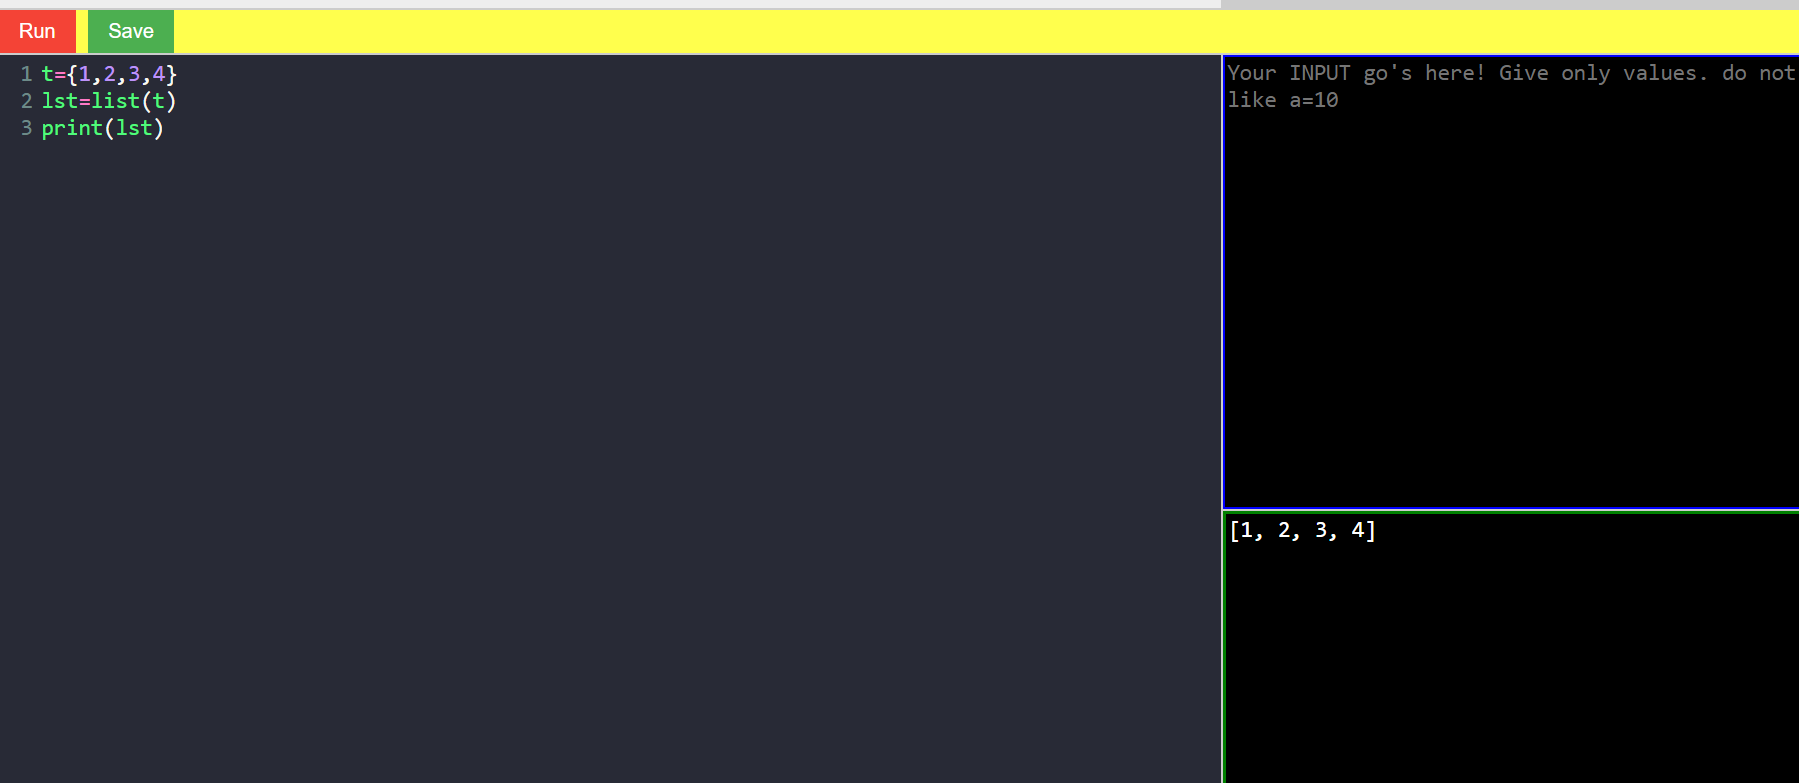 Run Save
1 t={1,2,3,4}
2 lst=list(t)
3 print(lst)
Your INPUT go's here! Give only values. do not
like a=10
[1, 2, 3, 4]